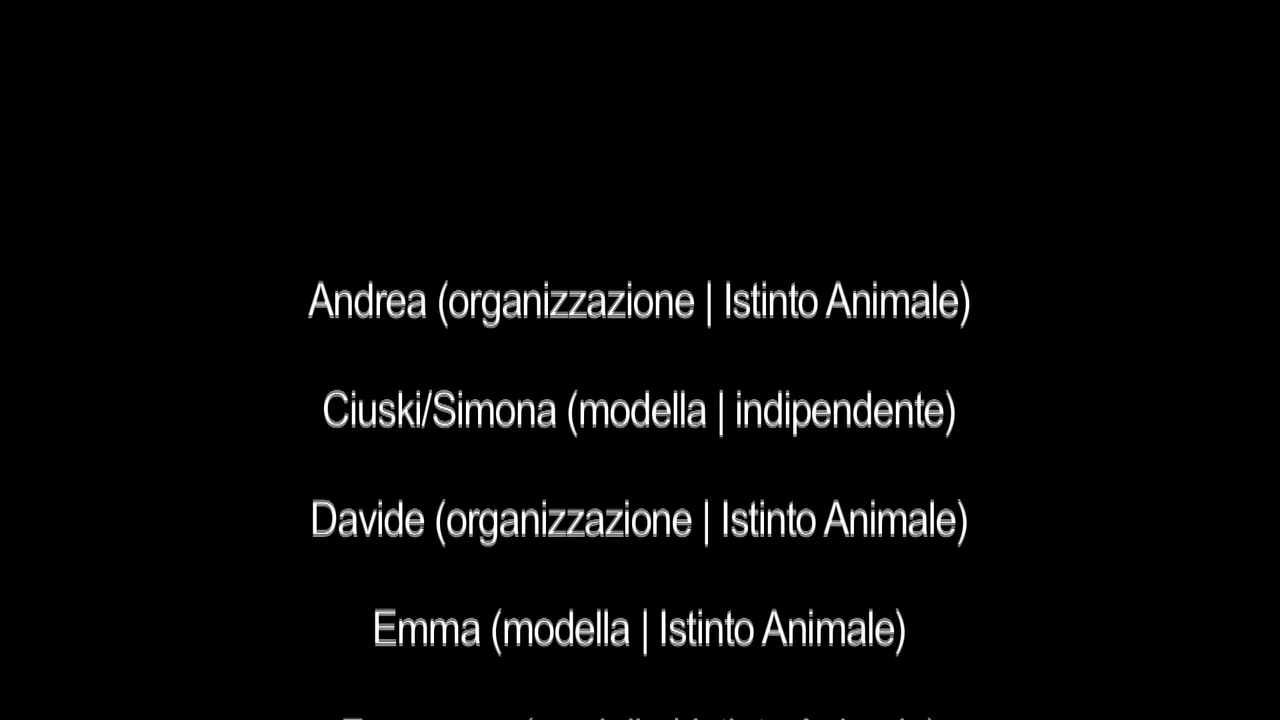 Andrea (organizzazione | Istinto Animale)
Ciuski/Simona (modella | indipendente)
Davide (organizzazione | Istinto Animale)
Emma (modella | Istinto Animale)